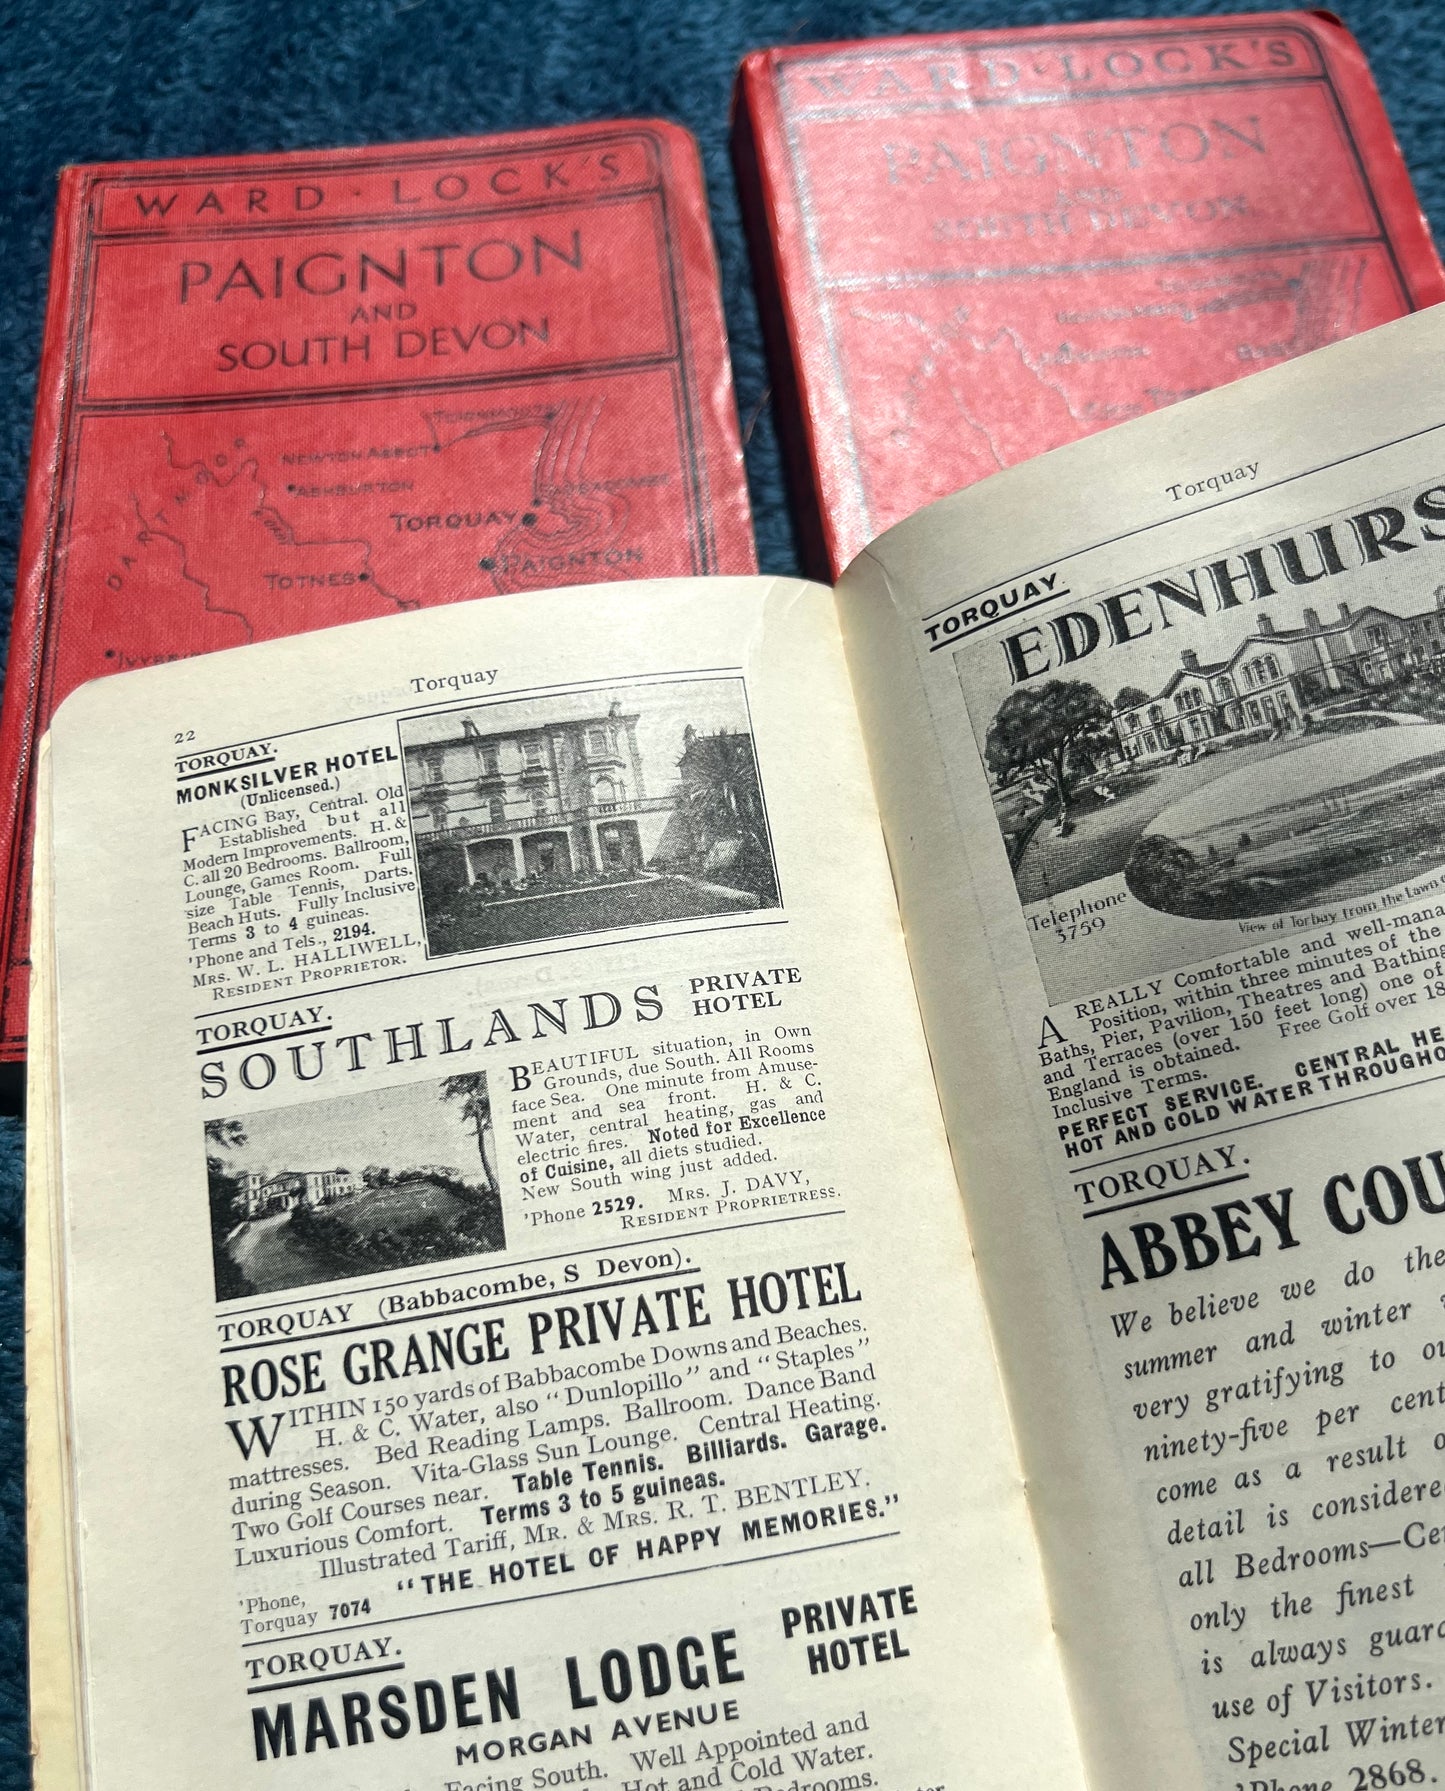 WARD · LOCK'S
PAIGNTON
AND
SOUTH DEVON
TEIGNMOUTH
NEWTON ABBOT
ASHBURTON
BABBACOMBE
DARTMOOR
TORQUAY
PAIGNTON
TOTNES
WARD · LOCK'S
PAIGNTON
AND
SOUTH DEVON
22
Torquay
TORQUAY.
MONKSILVER HOTEL
(Unlicensed.)
FACING Bay, Central. Old
Established but all
Modern Improvements. H. &
C. all 20 Bedrooms. Ballroom,
Lounge, Games Room. Full
size Table Tennis, Darts.
Beach Huts. Fully Inclusive
Terms 3 to 4 guineas.
'Phone and Tels., 2194.
MRS. W. L. HALLIWELL,
RESIDENT PROPRIETOR.
TORQUAY.
SOUTHLANDS PRIVATE
HOTEL
BEAUTIFUL situation, in Own
Grounds, due South. All Rooms
face Sea. One minute from Amuse-
ment and sea front. H. & C.
Water, central heating, gas and
electric fires. Noted for Excellence
of Cuisine, all diets studied.
New South wing just added.
'Phone 2529. MRS. J. DAVY,
RESIDENT PROPRIETRESS.
TORQUAY (Babbacombe, S Devon).
ROSE GRANGE PRIVATE HOTEL
WITHIN 150 yards of Babbacombe Downs and Beaches.
H. & C. Water, also "Dunlopillo" and "Staples"
mattresses. Bed Reading Lamps. Ballroom. Dance Band
during Season. Vita-Glass Sun Lounge. Central Heating.
Two Golf Courses near. Table Tennis. Billiards. Garage.
Luxurious Comfort. Terms 3 to 5 guineas.
Illustrated Tariff, MR. & MRS. R. T. BENTLEY.
'Phone, "THE HOTEL OF HAPPY MEMORIES."
Torquay 7074
TORQUAY.
MARSDEN LODGE PRIVATE
HOTEL
MORGAN AVENUE
Facing South. Well Appointed and
Hot and Cold Water.
Torquay
TORQUAY.
EDENHURS
Telephone
3759
View of Torbay from the Lawn
A REALLY Comfortable and well-mana
Position, within three minutes of the
Baths, Pier, Pavilion, Theatres and Bathing
and Terraces (over 150 feet long) one of
England is obtained. Free Golf over 18
Inclusive Terms.
PERFECT SERVICE. CENTRAL HE
HOT AND COLD WATER THROUGHO
TORQUAY.
ABBEY COU
We believe we do the
summer and winter
very gratifying to ou
ninety-five per cent
come as a result o
detail is considere
all Bedrooms—Ce
only the finest
is always guar
use of Visitors.
Special Winter
'Phone 2868.